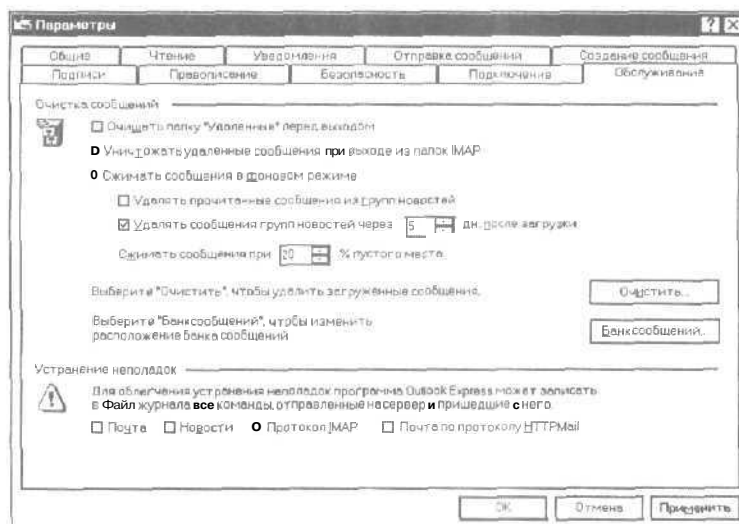 Параметры
Общие Чтение Уведомления Отправка сообщений Создание сообщения
Подписи Правописание Безопасность Подключение Обслуживание
Очистка сообщений
Очищать папку "Удаленные" перед выходом
D Уничтожать удаленные сообщения при выходе из папок IMAP
0 Сжимать сообщения в фоновом режиме
Удалять прочитанные сообщения из групп новостей
Удалять сообщения групп новостей через 5 дн. после загрузки
Сжимать сообщения при 20 % пустого места
Выберите "Очистить", чтобы удалить загруженные сообщения.
Очистить...
Выберите "Банк сообщений", чтобы изменить
расположение банка сообщений
Банк сообщений..
Устранение неполадок
Для облегчения устранения неполадок программа Outlook Express может записать
в Файл журнала все команды, отправленные на сервер и пришедшие с него.
Почта Новости О Протокол IMAP Почта по протоколу HTTPMail
OK Отмена Применить